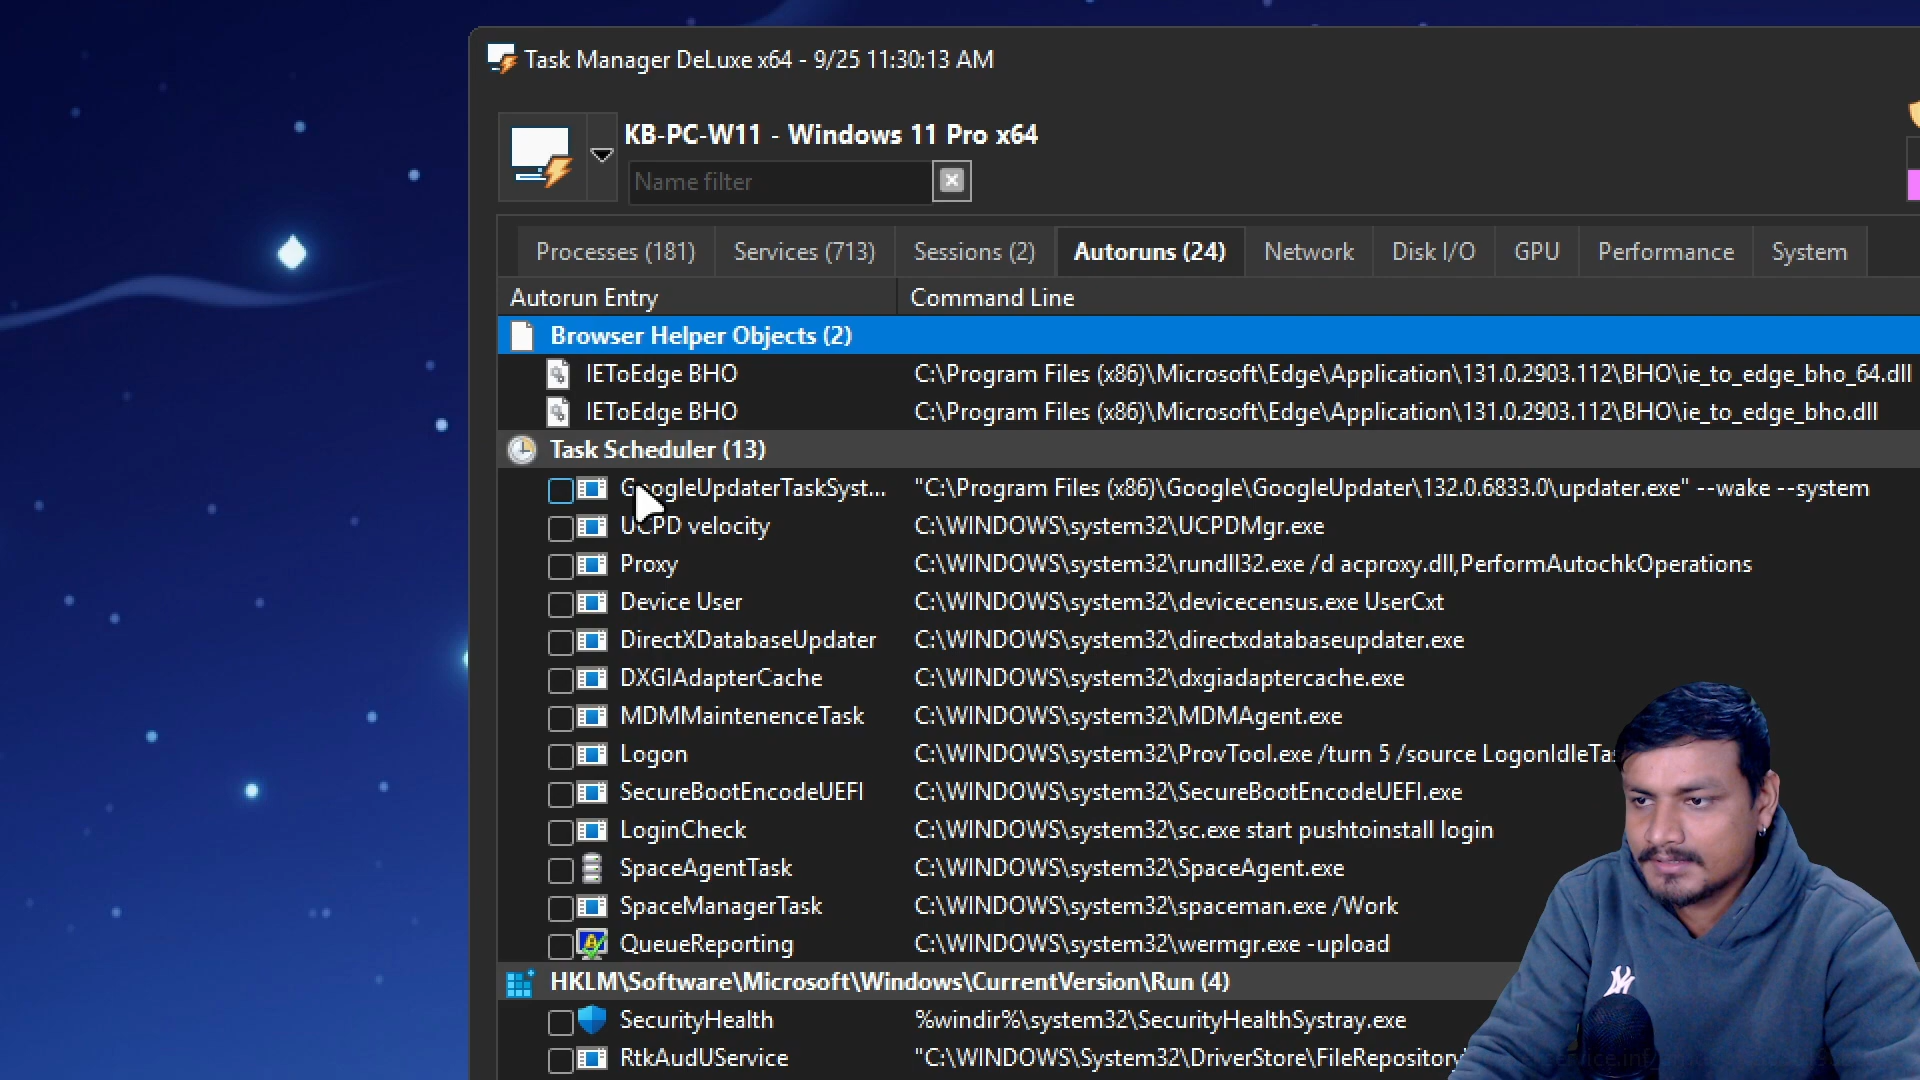 Task Manager DeLuxe x64 - 9/25 11:30:13 AM
KB-PC-W11 - Windows 11 Pro x64
Name filter
Processes (181) Services (713) Sessions (2) Autoruns (24) Network Disk I/O GPU Performance System
Autorun Entry Command Line
Browser Helper Objects (2)
IEToEdge BHO C:\Program Files (x86)\Microsoft\Edge\Application\131.0.2903.112\BHO\ie_to_edge_bho_64.dll
IEToEdge BHO C:\Program Files (x86)\Microsoft\Edge\Application\131.0.2903.112\BHO\ie_to_edge_bho.dll
Task Scheduler (13)
GoogleUpdaterTaskSyst... "C:\Program Files (x86)\Google\GoogleUpdater\132.0.6833.0\updater.exe" --wake --system
UCPD velocity C:\WINDOWS\system32\UCPDMgr.exe
Proxy C:\WINDOWS\system32\rundll32.exe /d acproxy.dll,PerformAutochkOperations
Device User C:\WINDOWS\system32\devicecensus.exe UserCxt
DirectXDatabaseUpdater C:\WINDOWS\system32\directxdatabaseupdater.exe
DXGIAdapterCache C:\WINDOWS\system32\dxgiadaptercache.exe
MDMMaintenenceTask C:\WINDOWS\system32\MDMAgent.exe
Logon C:\WINDOWS\system32\ProvTool.exe /turn 5 /source LogonIdleTas
SecureBootEncodeUEFI C:\WINDOWS\system32\SecureBootEncodeUEFI.exe
LoginCheck C:\WINDOWS\system32\sc.exe start pushtoinstall login
SpaceAgentTask C:\WINDOWS\system32\SpaceAgent.exe
SpaceManagerTask C:\WINDOWS\system32\spaceman.exe /Work
QueueReporting C:\WINDOWS\system32\wermgr.exe -upload
HKLM\Software\Microsoft\Windows\CurrentVersion\Run (4)
SecurityHealth %windir%\system32\SecurityHealthSystray.exe
RtkAudUService "C:\WINDOWS\System32\DriverStore\FileRepository\